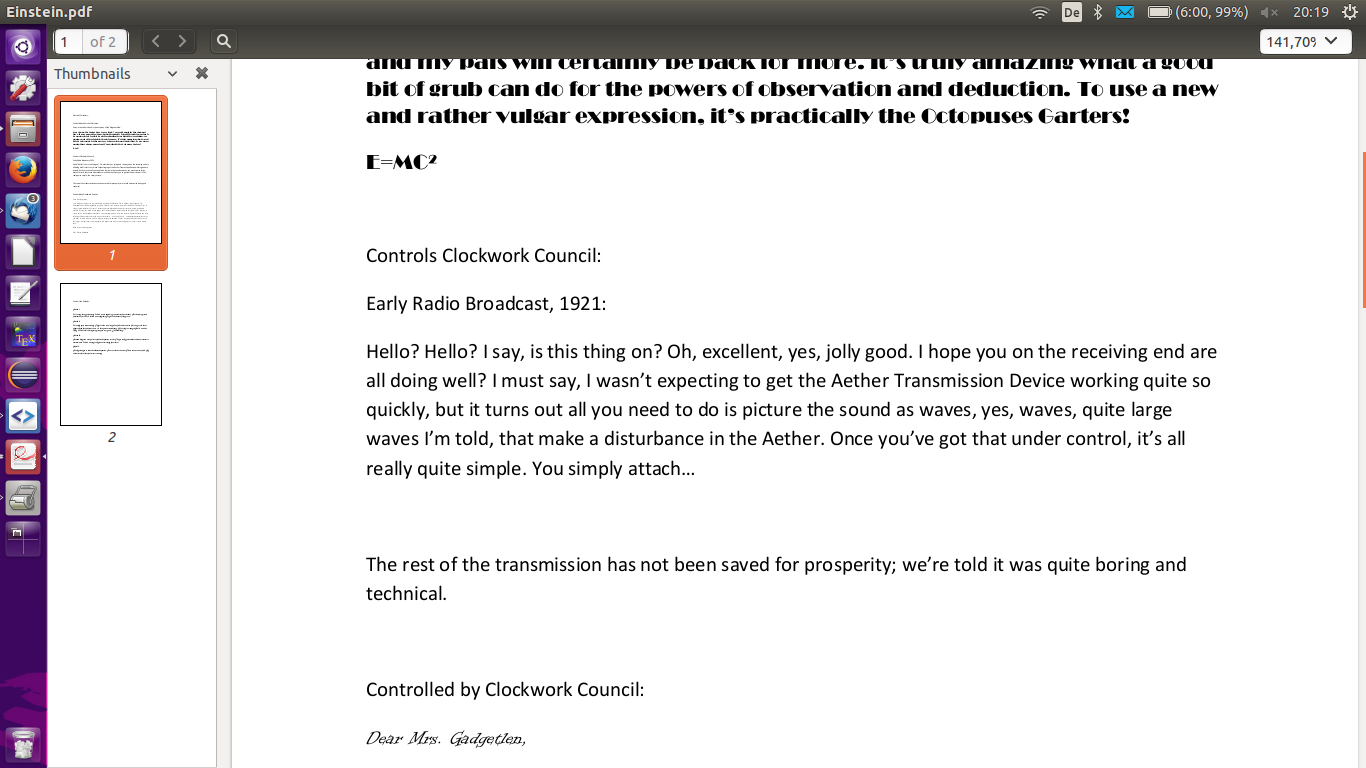 Einstein.pdf
De
(6:00, 99%)
20:19
1 of 2
141,70%
Thumbnails
and my pals will certainly be back for more. It's truly amazing what a good
bit of grub can do for the powers of observation and deduction. To use a new
and rather vulgar expression, it's practically the Octopuses Garters!
E=MC²
Controls Clockwork Council:
Early Radio Broadcast, 1921:
Hello? Hello? I say, is this thing on? Oh, excellent, yes, jolly good. I hope you on the receiving end are
all doing well? I must say, I wasn't expecting to get the Aether Transmission Device working quite so
quickly, but it turns out all you need to do is picture the sound as waves, yes, waves, quite large
waves I'm told, that make a disturbance in the Aether. Once you've got that under control, it's all
really quite simple. You simply attach…
The rest of the transmission has not been saved for prosperity; we're told it was quite boring and
technical.
Controlled by Clockwork Council:
Dear Mrs. Gadgetlen,
1
2
3
TEX